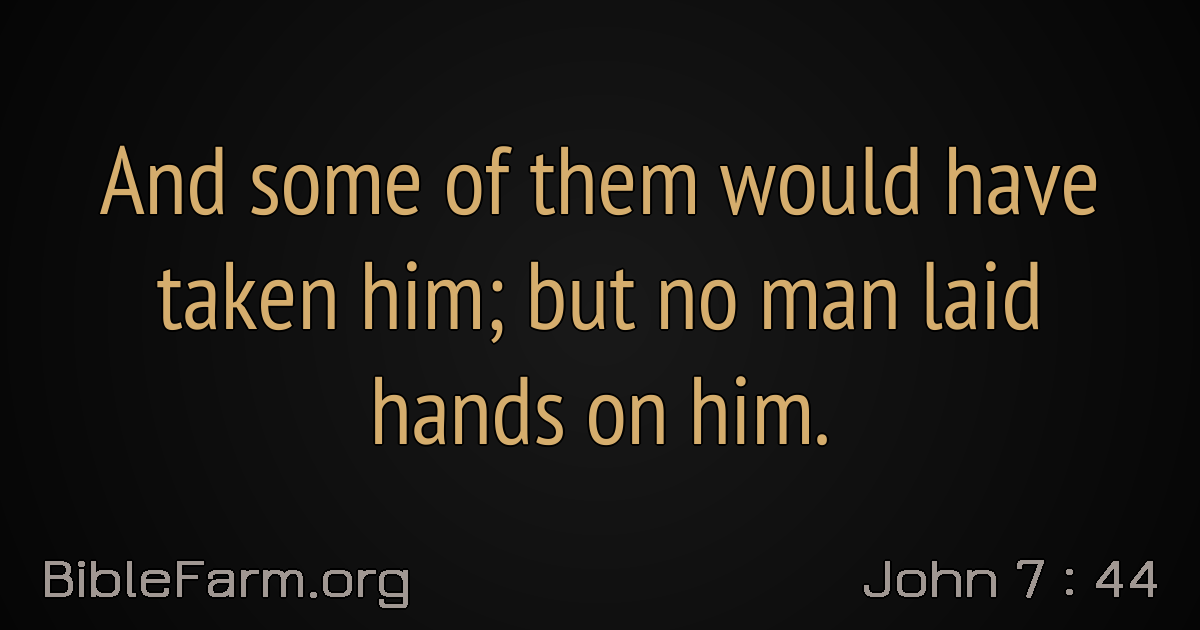 And some of them would have
taken him; but no man laid
hands on him.
BibleFarm.org
John 7 : 44